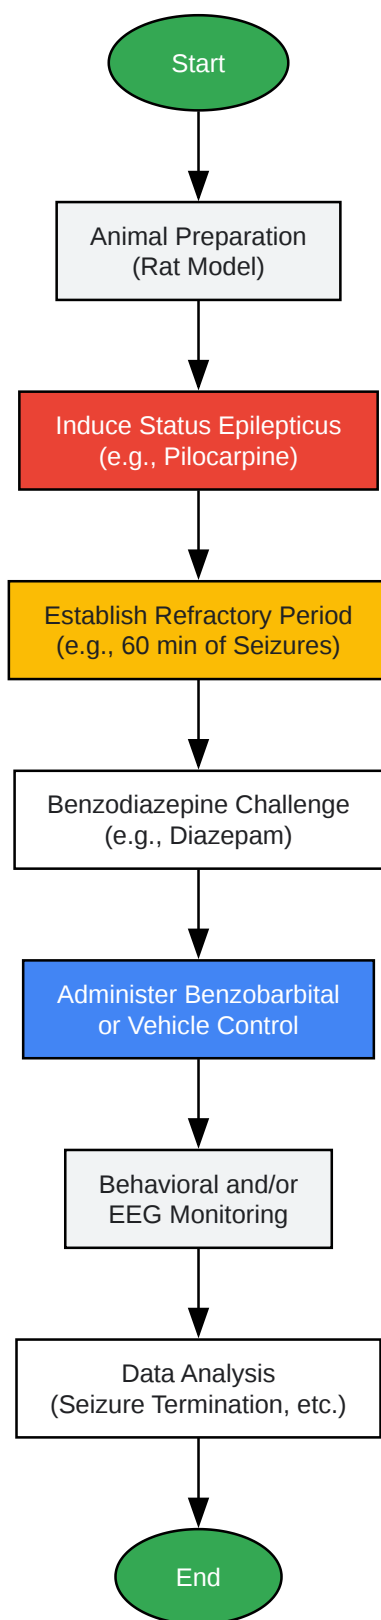 Start
Animal Preparation
(Rat Model)
Induce Status Epilepticus
(e.g., Pilocarpine)
Establish Refractory Period
(e.g., 60 min of Seizures)
Benzodiazepine Challenge
(e.g., Diazepam)
Administer Benzobarbital
or Vehicle Control
Behavioral and/or
EEG Monitoring
Data Analysis
(Seizure Termination, etc.)
End